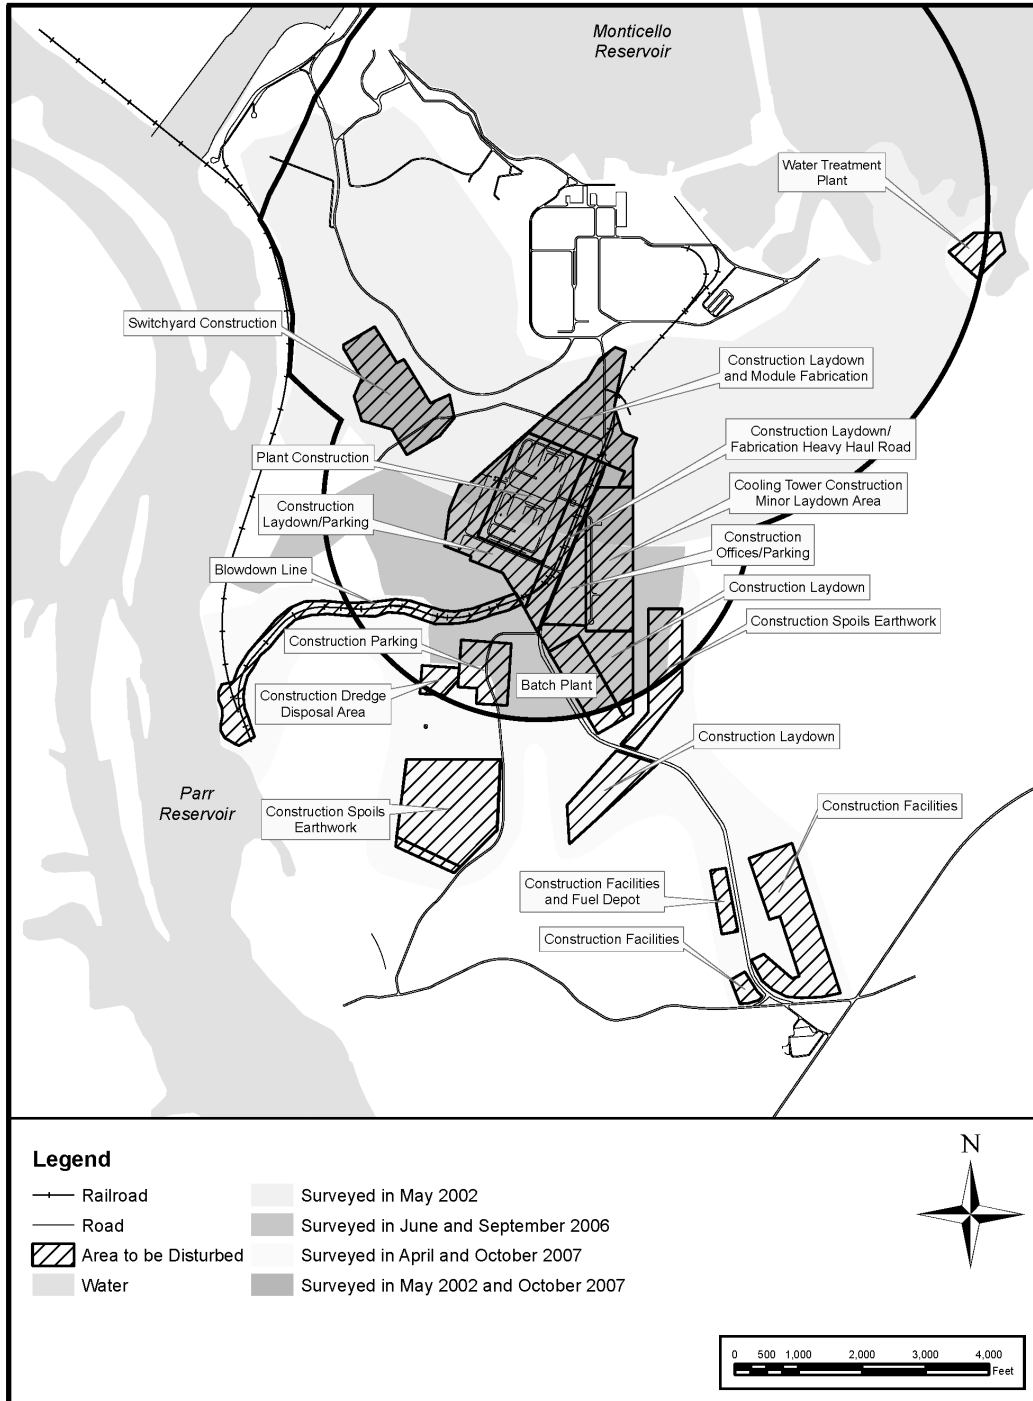 Monticello
Reservoir
Water Treatment
Plant
Switchyard Construction
Construction Laydown
and Module Fabrication
Construction Laydown/
Fabrication Heavy Haul Road
Plant Construction
Cooling Tower Construction
Minor Laydown Area
Construction
Laydown/Parking
Construction
Offices/Parking
Blowdown Line
Construction Laydown
Construction Spoils Earthwork
Construction Parking
Construction Dredge
Disposal Area
Batch Plant
Construction Laydown
Parr
Reservoir
Construction Spoils
Earthwork
Construction Facilities
Construction Facilities
and Fuel Depot
Construction Facilities
Legend
Railroad
Road
Area to be Disturbed
Water
Surveyed in May 2002
Surveyed in June and September 2006
Surveyed in April and October 2007
Surveyed in May 2002 and October 2007
N
0 500 1,000 2,000 3,000 4,000
Feet